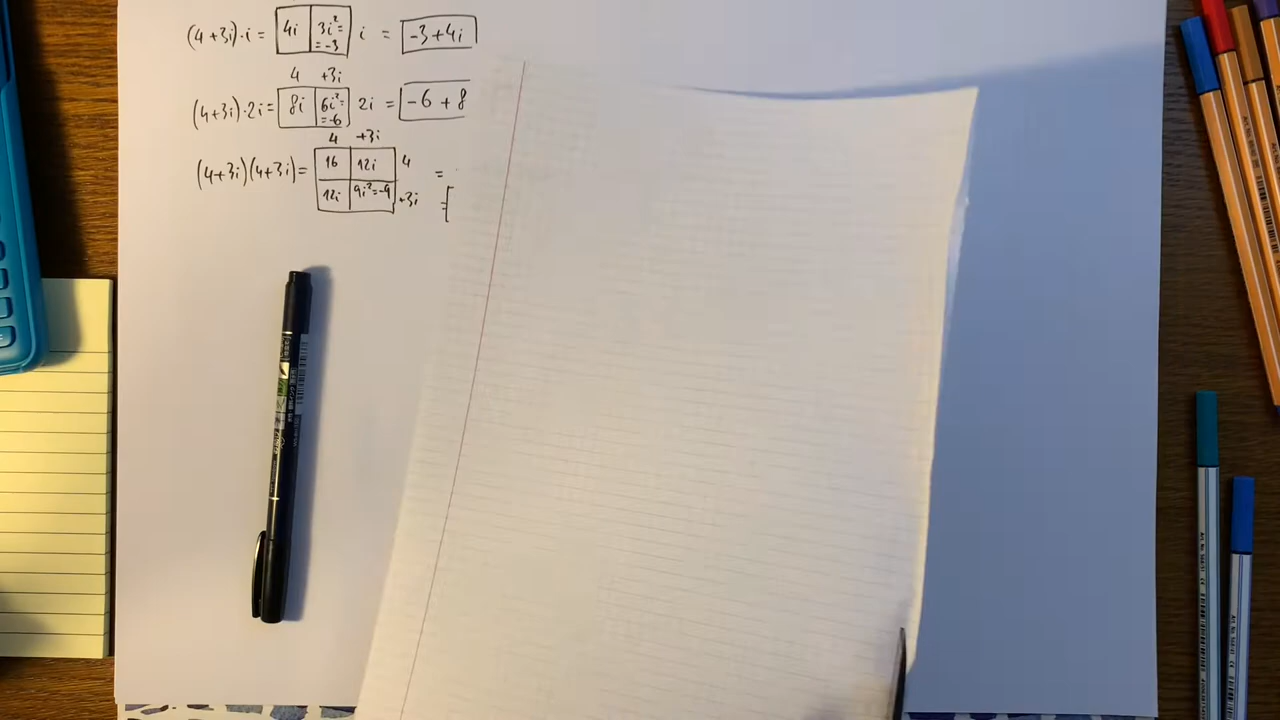 (4+3i)·i = 4i 3i²= =-3 i = -3+4i
4 +3i
(4+3i)·2i = 8i 6i²= =-6 2i = -6+8
4 +3i
(4+3i)(4+3i) = 16 12i 4 =
12i 9i²=-9 +3i =